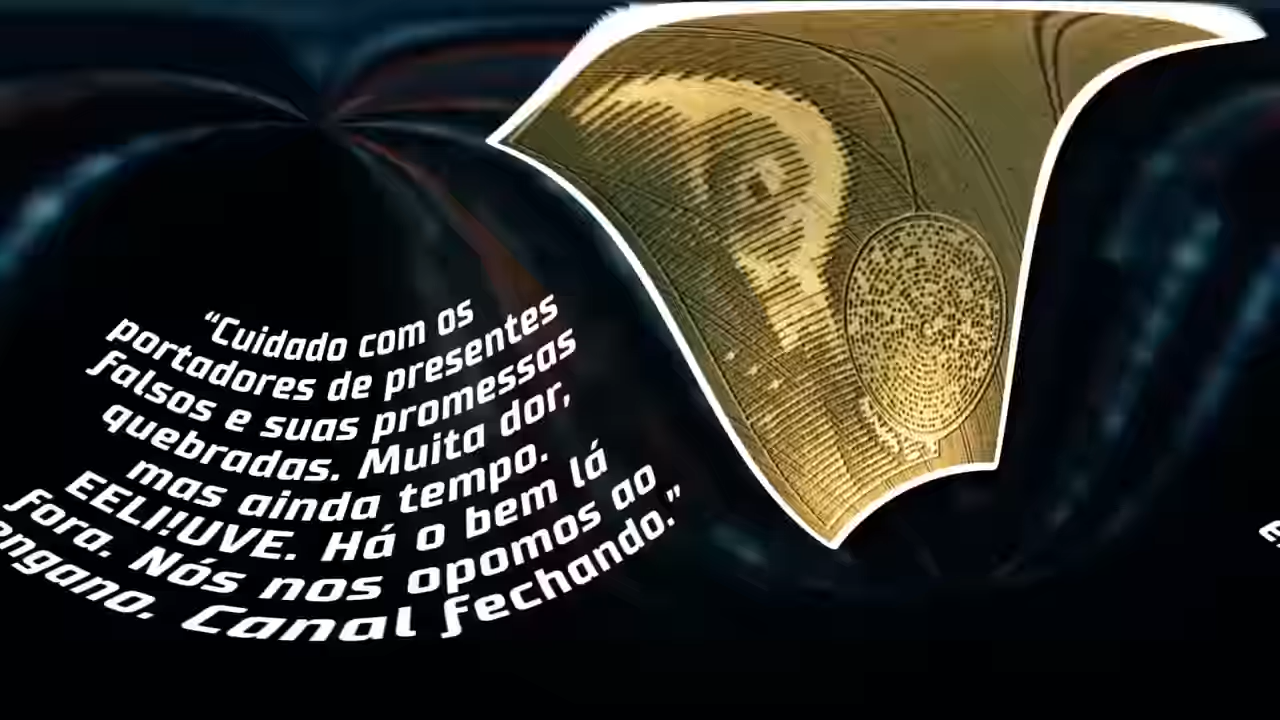 “Cuidado com os
portadores de presentes
falsos e suas promessas
quebradas. Muita dor,
mas ainda tempo.
EELI!UVE. Há o bem lá
fora. Nós nos opomos ao
engano. Canal fechando.”